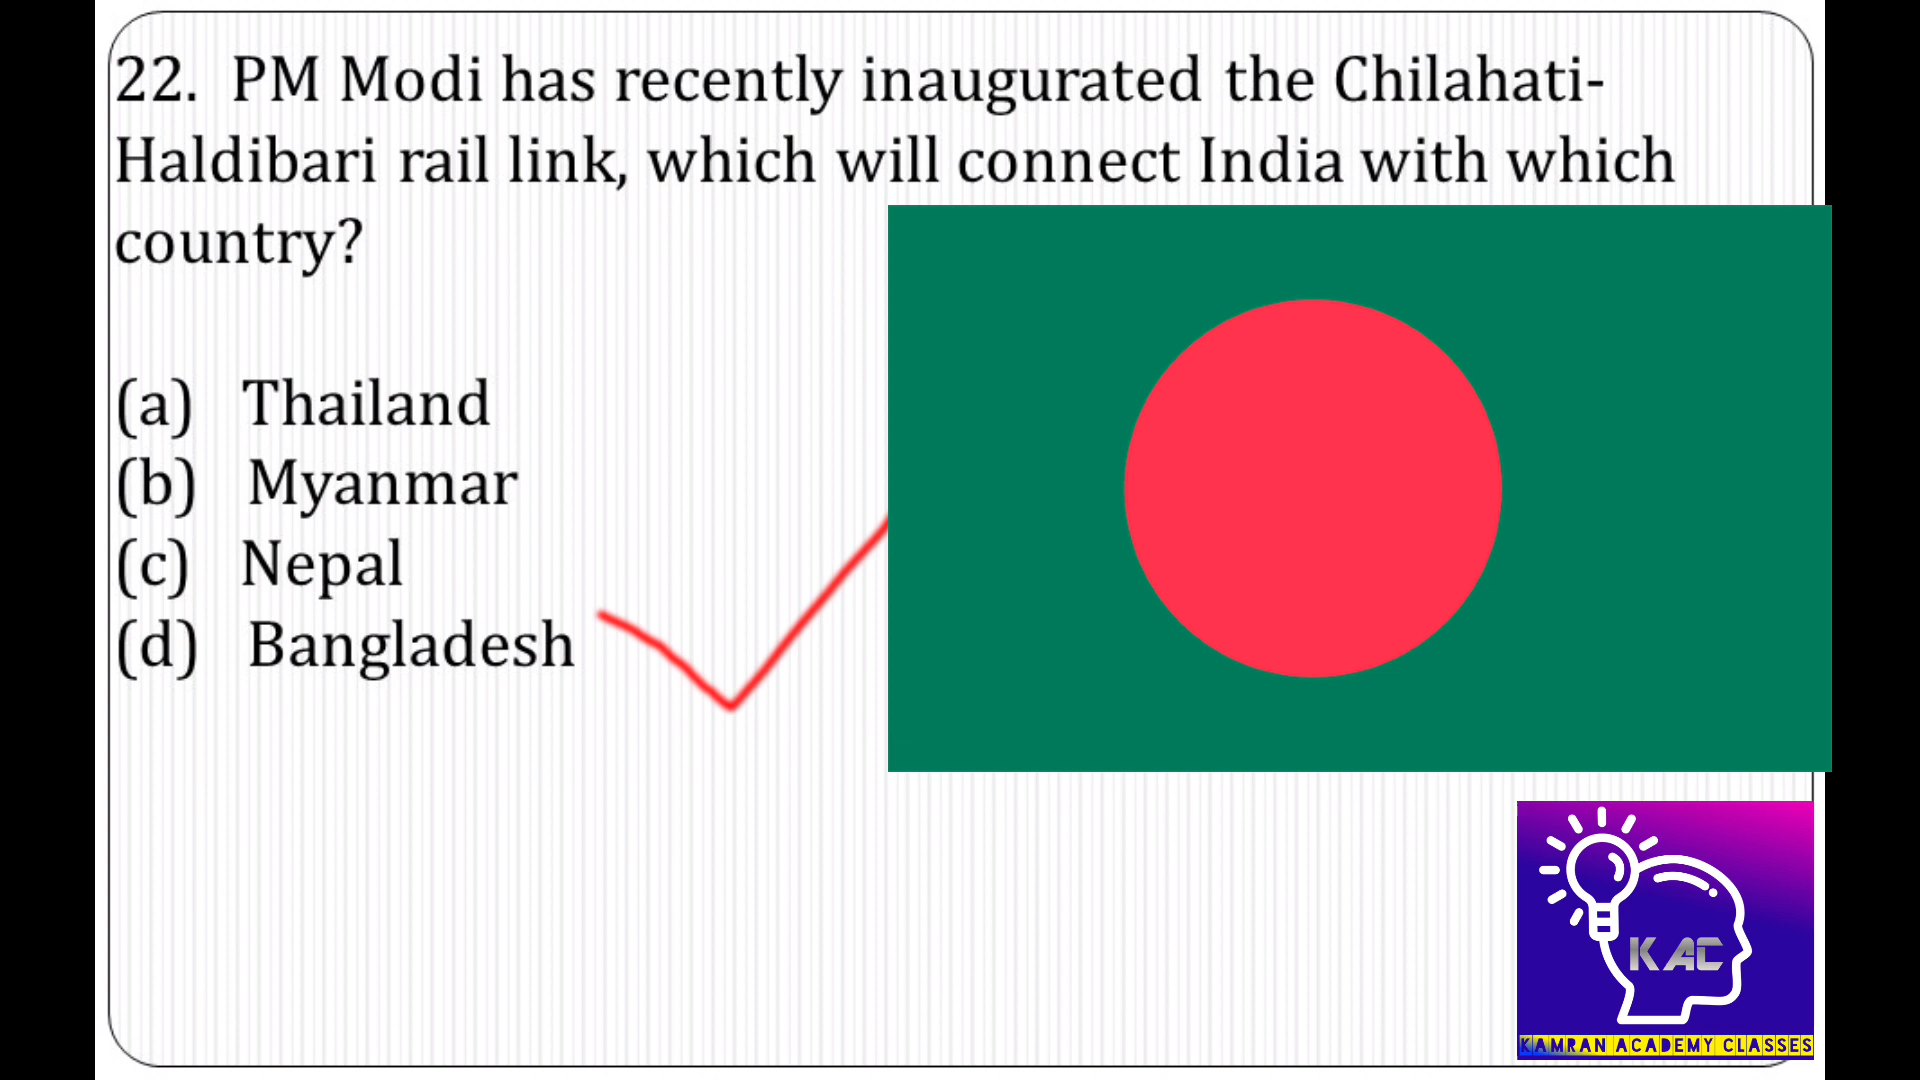 22. PM Modi has recently inaugurated the Chilahati-
Haldibari rail link, which will connect India with which
country?
(a) Thailand
(b) Myanmar
(c) Nepal
(d) Bangladesh
KAC
KAMRAN ACADEMY CLASSES